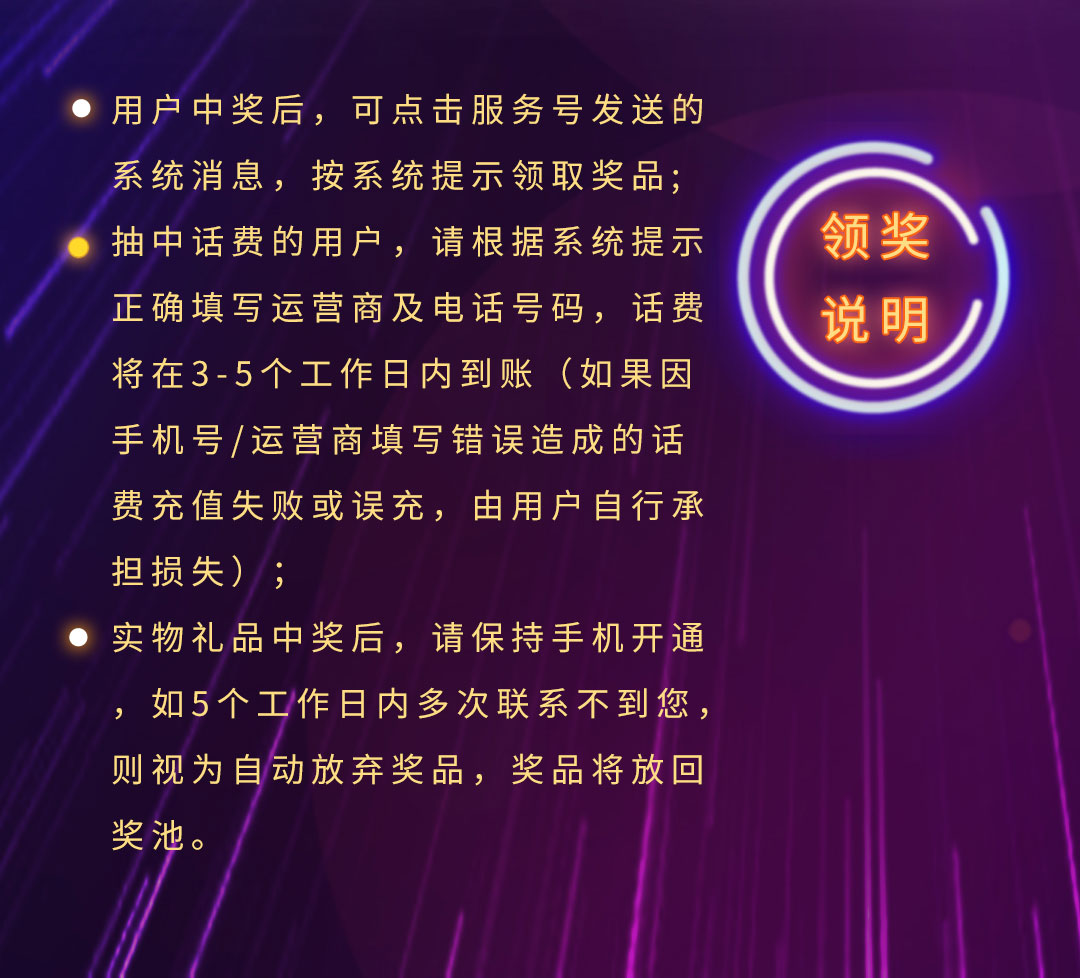 用户中奖后，可点击服务号发送的
系统消息，按系统提示领取奖品;
抽中话费的用户，请根据系统提示
正确填写运营商及电话号码，话费
将在3-5个工作日内到账（如果因
手机号/运营商填写错误造成的话
费充值失败或误充，由用户自行承
担损失）；
实物礼品中奖后，请保持手机开通
，如5个工作日内多次联系不到您，
则视为自动放弃奖品，奖品将放回
奖池。
领奖
说明